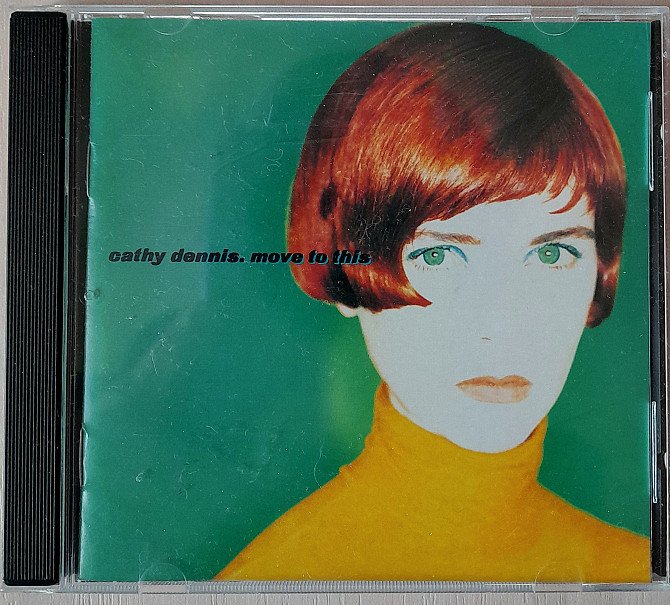 cathy dennis. move to this